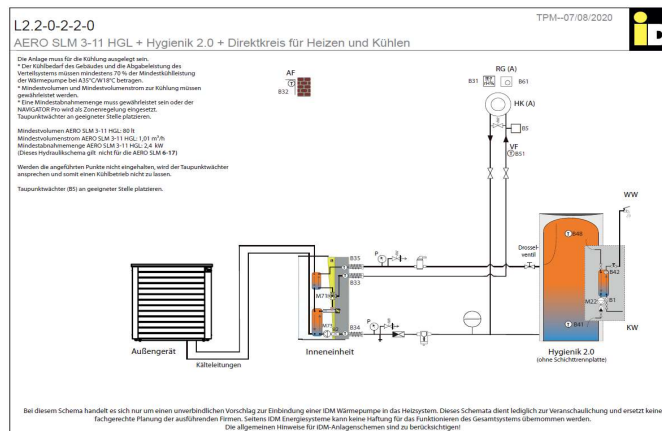 L2.2-0-2-2-0
TPM--07/08/2020
AERO SLM 3-11 HGL + Hygienik 2.0 + Direktkreis für Heizen und Kühlen
Die Anlage muss für die Kühlung ausgelegt sein.
* Der Kühlbedarf des Gebäudes und die Abgabeleistung des
Verteilsystems müssen mindestens 70 % der Mindestkühlleistung
der Wärmepumpe bei A35°C/W18°C betragen.
* Mindestvolumen und Mindestvolumenstrom zur Kühlung müssen
gewährleistet werden.
* Eine Mindestabnahmemenge muss gewährleistet sein oder der
NAVIGATOR Pro wird als Zonenregelung eingesetzt.
Taupunktwächter an geeigneter Stelle platzieren.
Mindestvolumen AERO SLM 3-11 HGL: 80 lt
Mindestvolumenstrom AERO SLM 3-11 HGL: 1,01 m³/h
Mindestabnahmemenge AERO SLM 3-11 HGL: 2,4 kW
(Dieses Hydraulikschema gilt nicht für die AERO SLM 6-17)
Werden die angeführten Punkte nicht eingehalten, wird der Taupunktwächter
ansprechen und somit einen Kühlbetrieb nicht zu lassen.
Taupunktwächter (B5) an geeigneter Stelle platzieren.
AF
B32
RG (A)
B31
B61
HK (A)
B5
VF
B51
WW
B48
Drossel-
ventil
B42
B35
B33
P
M71
M22
B1
B41
P
M73
B34
KW
Außengerät
Inneneinheit
Hygienik 2.0
(ohne Schichttrennplatte)
Kälteleitungen
Bei diesem Schema handelt es sich nur um einen unverbindlichen Vorschlag zur Einbindung einer iDM Wärmepumpe in das Heizsystem. Dieses Schemata dient lediglich zur Veranschaulichung und ersetzt keine
fachgerechte Planung der ausführenden Firmen. Seitens iDM Energiesysteme kann keine Haftung für das Funktionieren des Gesamtsystems übernommen werden.
Die allgemeinen Hinweise für iDM-Anlagenschemen sind zu berücksichtigen!